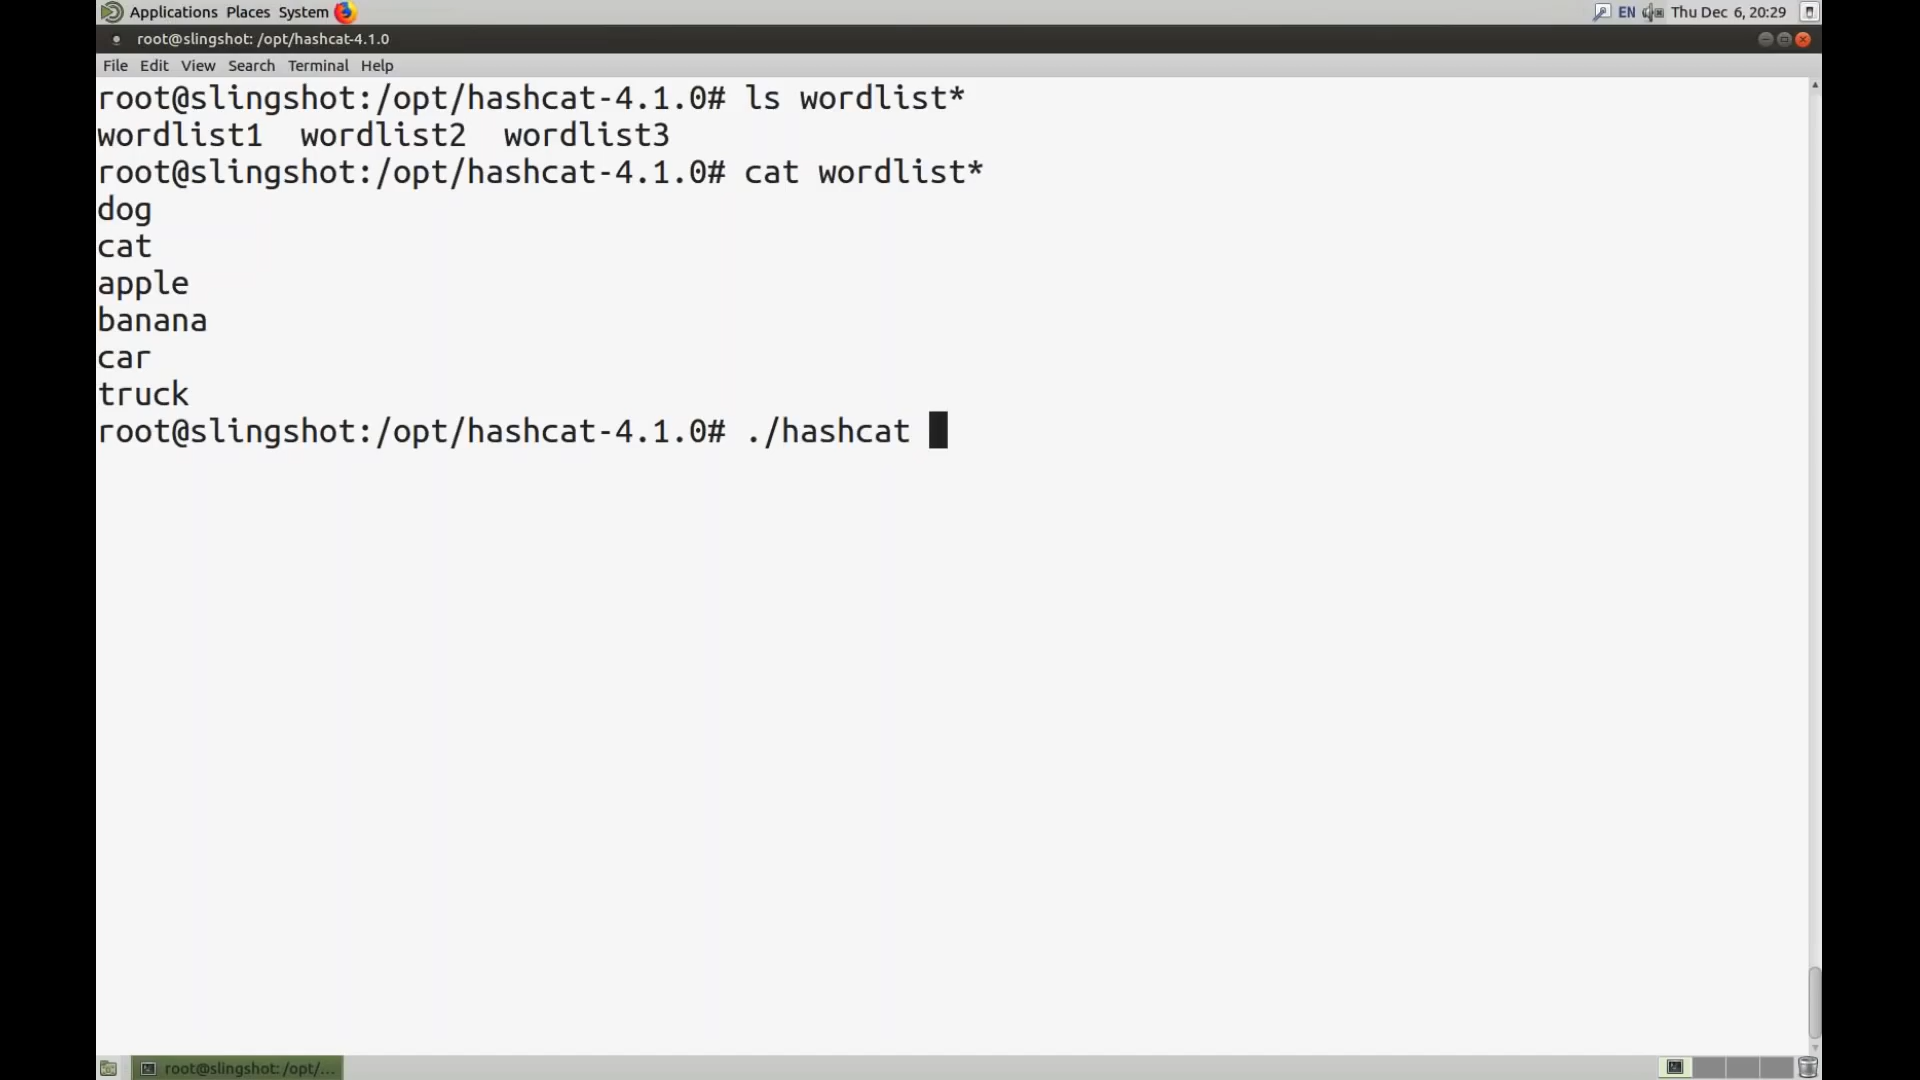 Applications Places System EN Thu Dec 6, 20:29
root@slingshot: /opt/hashcat-4.1.0
File Edit View Search Terminal Help
root@slingshot:/opt/hashcat-4.1.0# ls wordlist*
wordlist1 wordlist2 wordlist3
root@slingshot:/opt/hashcat-4.1.0# cat wordlist*
dog
cat
apple
banana
car
truck
root@slingshot:/opt/hashcat-4.1.0# ./hashcat
root@slingshot: /opt/...